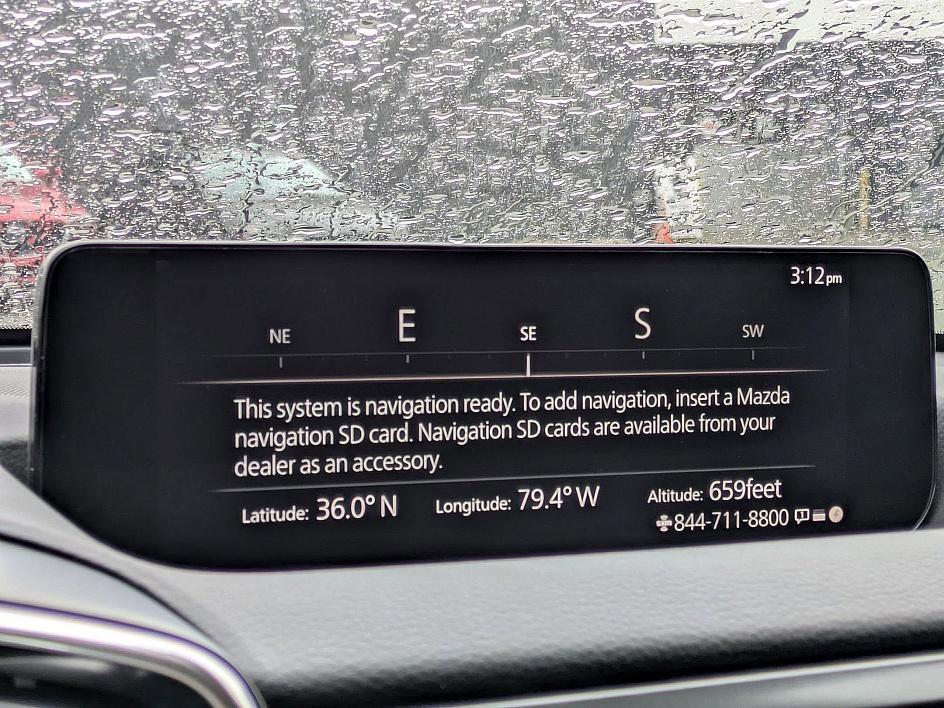 3:12pm
NE E SE S SW
This system is navigation ready. To add navigation, insert a Mazda
navigation SD card. Navigation SD cards are available from your
dealer as an accessory.
Latitude: 36.0° N Longitude: 79.4° W Altitude: 659feet
844-711-8800